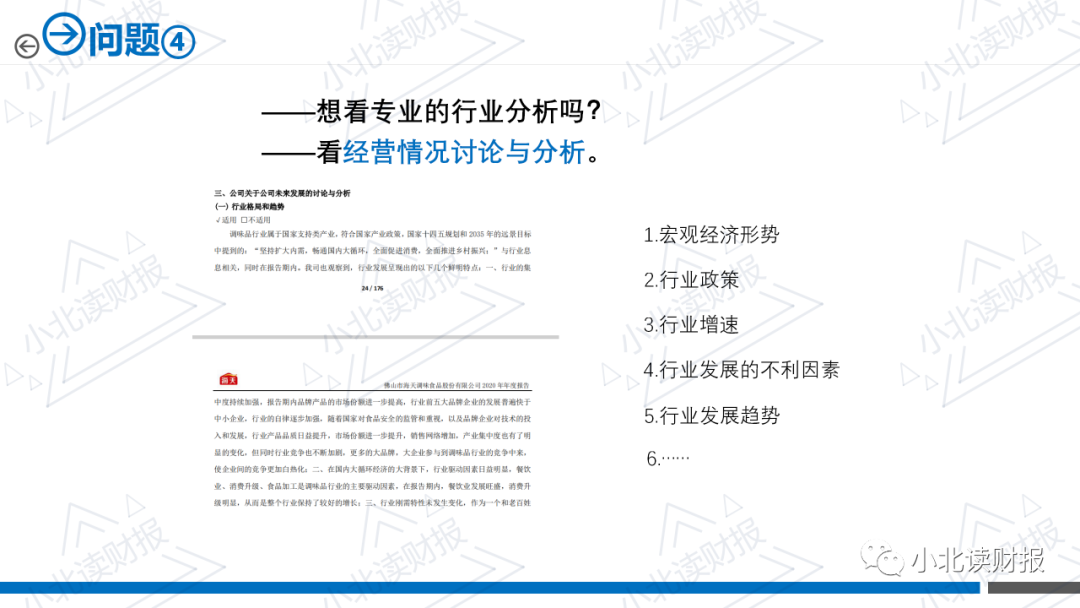 问题④
——想看专业的行业分析吗？
——看经营情况讨论与分析。
三、公司关于公司未来发展的讨论与分析
(一) 行业格局和趋势
√适用 □不适用
调味品行业属于国家支持类产业，符合国家产业政策，国家十四五规划和 2035 年的远景目标
中提到的：“坚持扩大内需，畅通国内大循环，全面促进消费，全面推进乡村振兴；”与行业息
息相关，同时在报告期内，我司也观察到，行业发展呈现出的以下几个鲜明特点：一、行业的集
24 / 176
海天
佛山市海天调味食品股份有限公司 2020 年年度报告
中度持续加强，报告期内品牌产品的市场份额进一步提高，行业前五大品牌企业的发展普遍快于
中小企业，行业的自律逐步加强，随着国家对食品安全的监管和重视，以及品牌企业对技术的投
入和发展，行业产品品质日益提升，市场份额进一步提升，销售网络增加，产业集中度也有了明
显的变化，但同时行业竞争也不断加剧，更多的大品牌、大企业参与到调味品行业的竞争中来，
使企业间的竞争更加白热化；二、在国内大循环经济的大背景下，行业驱动因素日益明显，餐饮
业、消费升级、食品加工是调味品行业的主要驱动因素，在报告期内，餐饮业发展旺盛，消费升
级明显，从而是整个行业保持了较好的增长；三、行业刚需特性未发生变化，作为一个和老百姓
1.宏观经济形势
2.行业政策
3.行业增速
4.行业发展的不利因素
5.行业发展趋势
6.……
小北读财报